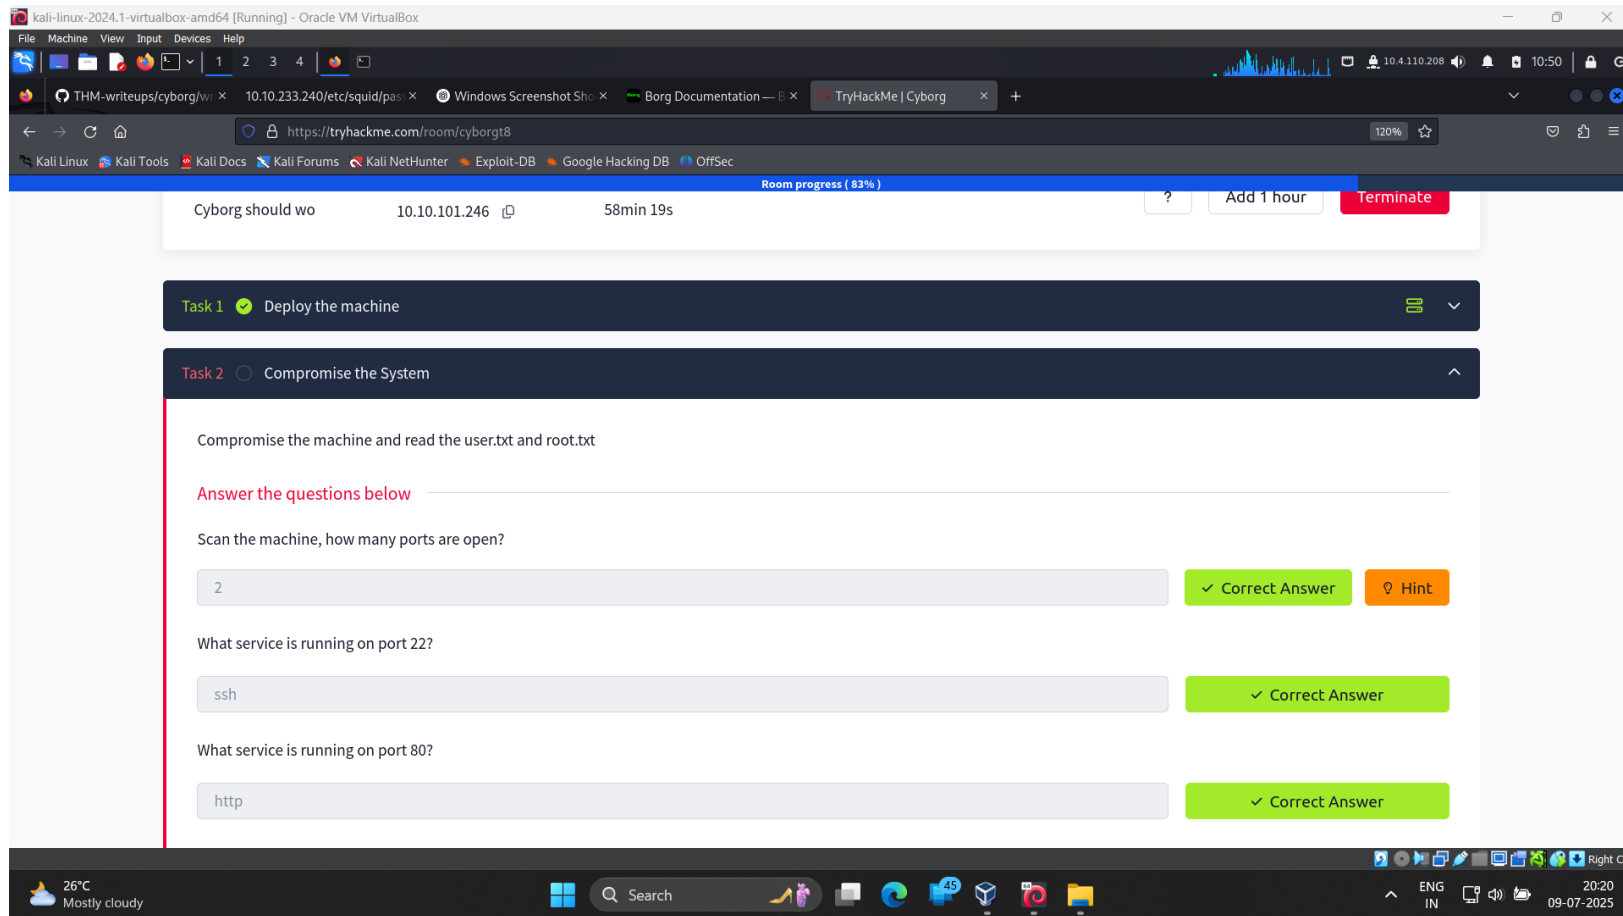 kali-linux-2024.1-virtualbox-amd64 [Running] - Oracle VM VirtualBox
File Machine View Input Devices Help
1 2 3 4 10.4.110.208 10:50
THM-writeups/cyborg/wr 10.10.233.240/etc/squid/pas Windows Screenshot Sho Borg Documentation — B TryHackMe | Cyborg
https://tryhackme.com/room/cyborgt8 120%
Kali Linux Kali Tools Kali Docs Kali Forums Kali NetHunter Exploit-DB Google Hacking DB OffSec
Room progress ( 83% )
Cyborg should wo 10.10.101.246 58min 19s ? Add 1 hour Terminate
Task 1 Deploy the machine
Task 2 Compromise the System
Compromise the machine and read the user.txt and root.txt
Answer the questions below
Scan the machine, how many ports are open?
2 Correct Answer Hint
What service is running on port 22?
ssh Correct Answer
What service is running on port 80?
http Correct Answer
Right C
26°C
Mostly cloudy
Search
45
ENG
IN
20:20
09-07-2025